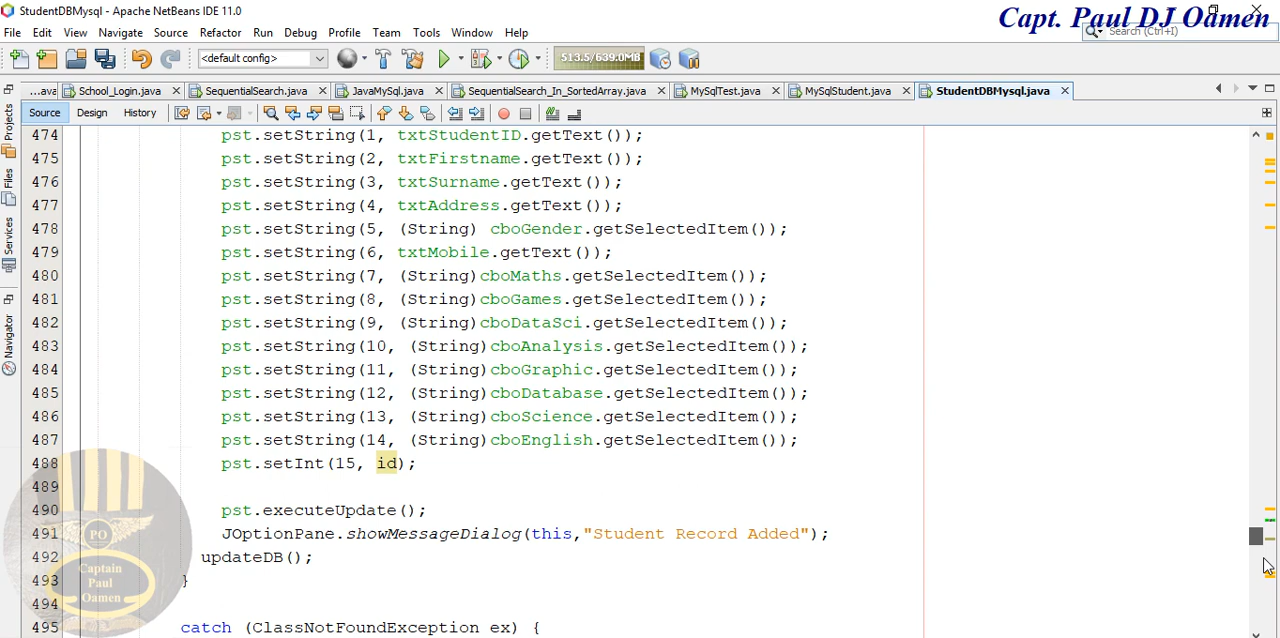 StudentDBMysql - Apache NetBeans IDE 11.0
Capt. Paul DJ Oamen
File Edit View Navigate Source Refactor Run Debug Profile Team Tools Window Help
Search (Ctrl+I)
<default config>
513.5/639.0MB
...ava School_Login.java SequentialSearch.java JavaMySql.java SequentialSearch_In_SortedArray.java MySqlTest.java MySqlStudent.java StudentDBMysql.java
Source Design History
Projects
Files
Services
Navigator
474 pst.setString(1, txtStudentID.getText());
475 pst.setString(2, txtFirstname.getText());
476 pst.setString(3, txtSurname.getText());
477 pst.setString(4, txtAddress.getText());
478 pst.setString(5, (String) cboGender.getSelectedItem());
479 pst.setString(6, txtMobile.getText());
480 pst.setString(7, (String)cboMaths.getSelectedItem());
481 pst.setString(8, (String)cboGames.getSelectedItem());
482 pst.setString(9, (String)cboDataSci.getSelectedItem());
483 pst.setString(10, (String)cboAnalysis.getSelectedItem());
484 pst.setString(11, (String)cboGraphic.getSelectedItem());
485 pst.setString(12, (String)cboDatabase.getSelectedItem());
486 pst.setString(13, (String)cboScience.getSelectedItem());
487 pst.setString(14, (String)cboEnglish.getSelectedItem());
488 pst.setInt(15, id);
489
490 pst.executeUpdate();
491 JOptionPane.showMessageDialog(this,"Student Record Added");
492 updateDB();
493 }
494
495 catch (ClassNotFoundException ex) {
PO
Captain
Paul
Oamen